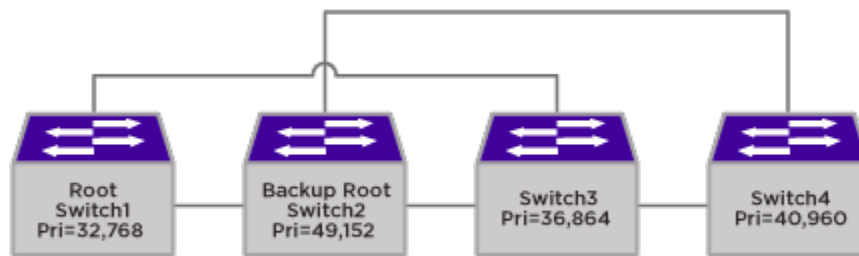 Root
Switch1
Pri=32,768
Backup Root
Switch2
Pri=49,152
Switch3
Pri=36,864
Switch4
Pri=40,960